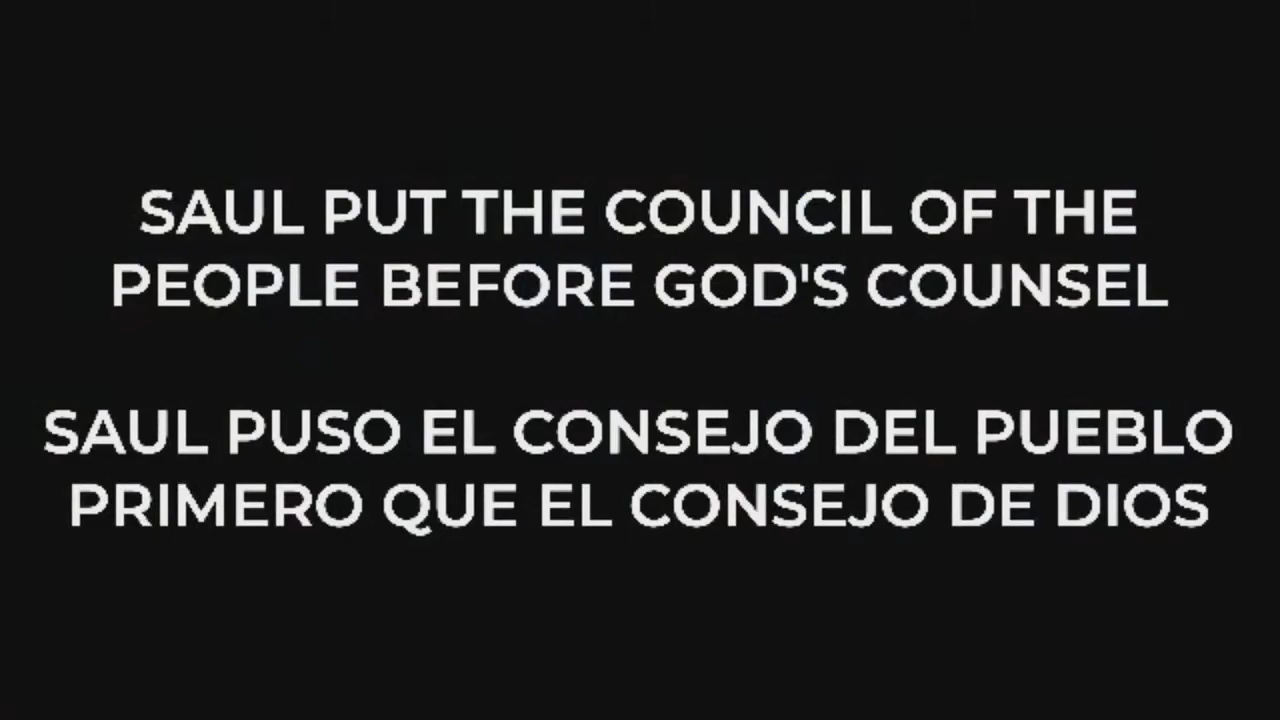 SAUL PUT THE COUNCIL OF THE
PEOPLE BEFORE GOD'S COUNSEL
SAUL PUSO EL CONSEJO DEL PUEBLO
PRIMERO QUE EL CONSEJO DE DIOS